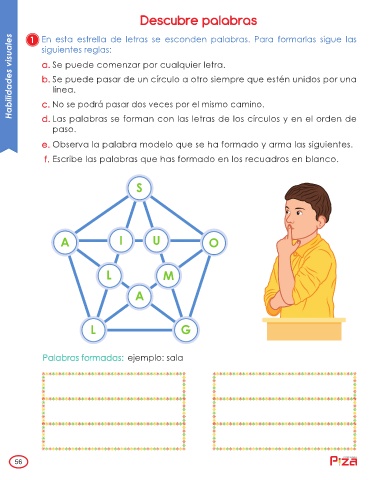 Descubre palabras
Habilidades visuales
1 En esta estrella de letras se esconden palabras. Para formarlas sigue las
siguientes reglas:
a. Se puede comenzar por cualquier letra.
b. Se puede pasar de un círculo a otro siempre que estén unidos por una
línea.
c. No se podrá pasar dos veces por el mismo camino.
d. Las palabras se forman con las letras de los círculos y en el orden de
paso.
e. Observa la palabra modelo que se ha formado y arma las siguientes.
f. Escribe las palabras que has formado en los recuadros en blanco.
S
A I U O
L M
A
L G
Palabras formadas: ejemplo: sala
56
Piza